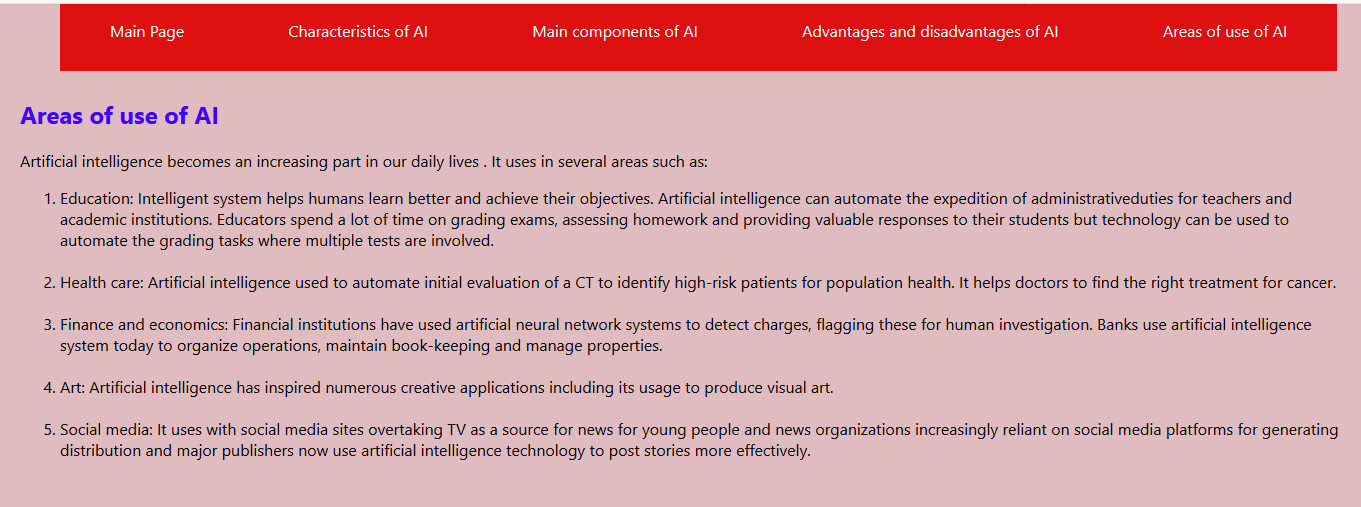 Main Page Characteristics of AI Main components of AI Advantages and disadvantages of AI Areas of use of AI
Areas of use of AI
Artificial intelligence becomes an increasing part in our daily lives . It uses in several areas such as:
1. Education: Intelligent system helps humans learn better and achieve their objectives. Artificial intelligence can automate the expedition of administrativeduties for teachers and
academic institutions. Educators spend a lot of time on grading exams, assessing homework and providing valuable responses to their students but technology can be used to
automate the grading tasks where multiple tests are involved.
2. Health care: Artificial intelligence used to automate initial evaluation of a CT to identify high-risk patients for population health. It helps doctors to find the right treatment for cancer.
3. Finance and economics: Financial institutions have used artificial neural network systems to detect charges, flagging these for human investigation. Banks use artificial intelligence
system today to organize operations, maintain book-keeping and manage properties.
4. Art: Artificial intelligence has inspired numerous creative applications including its usage to produce visual art.
5. Social media: It uses with social media sites overtaking TV as a source for news for young people and news organizations increasingly reliant on social media platforms for generating
distribution and major publishers now use artificial intelligence technology to post stories more effectively.